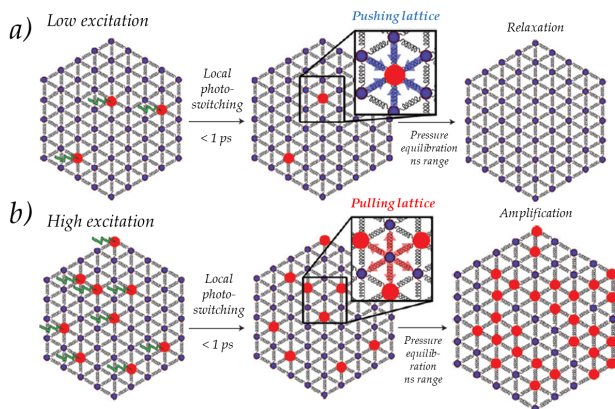 a)
Low excitation
Local
photo-
switching
< 1 ps
Pushing lattice
Pressure
equilibration
ns range
Relaxation
b)
High excitation
Local
photo-
switching
< 1 ps
Pulling lattice
Pressure
equilib-
ration
ns range
Amplification